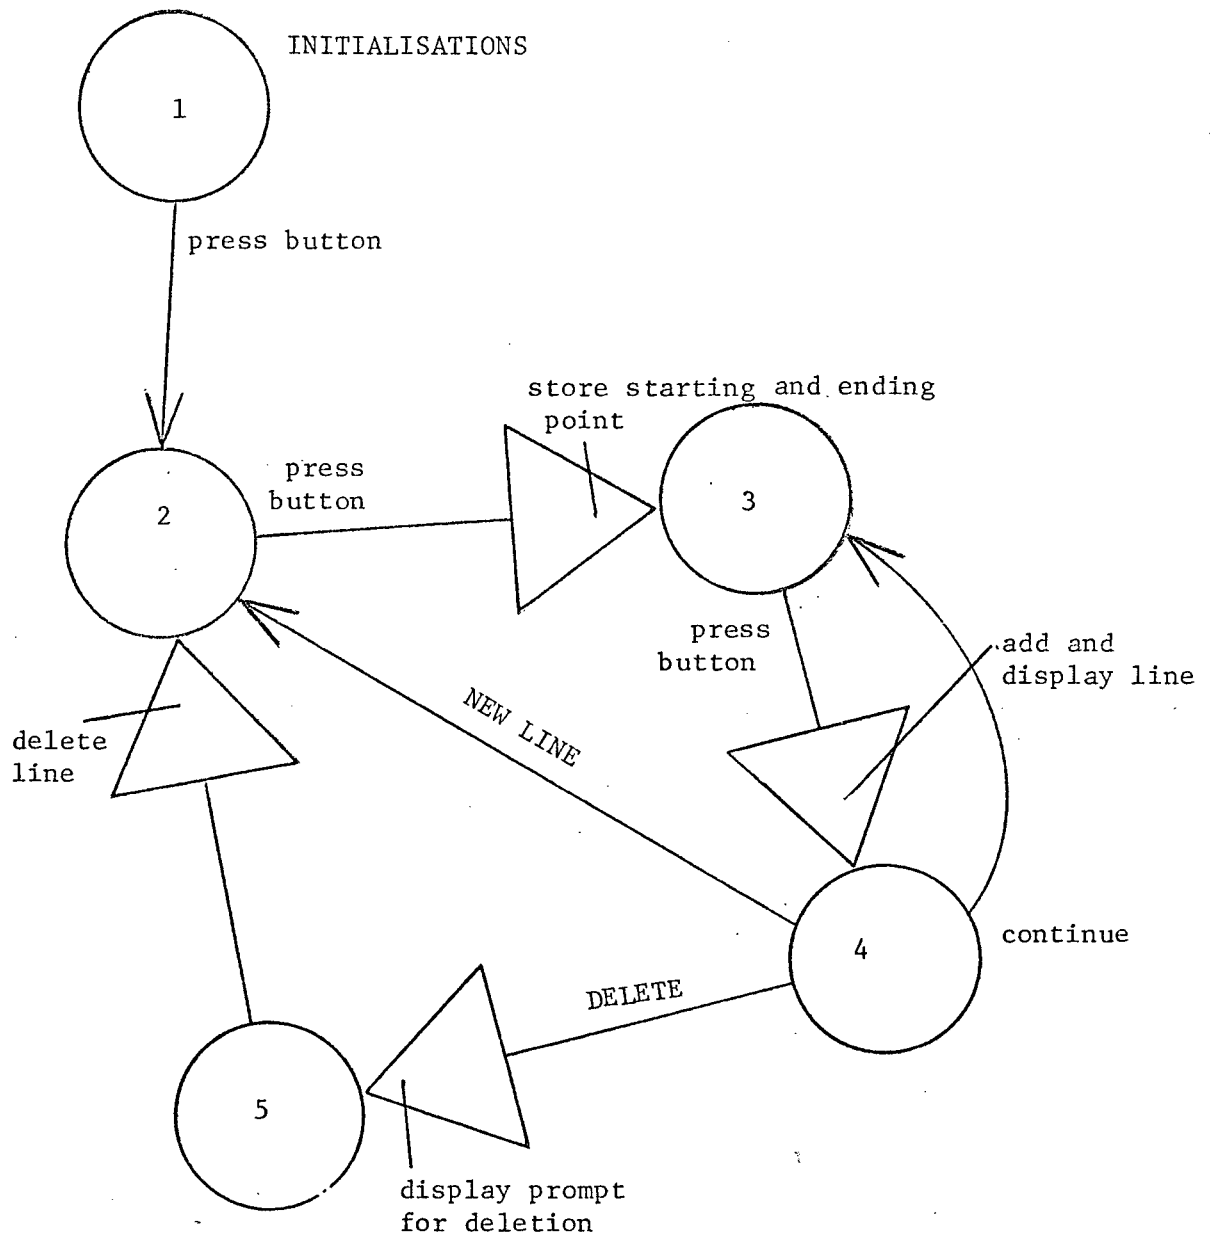 INITIALISATIONS
1
press button
store starting and ending
point
press
button
2
3
press
button
add and
display line
NEW LINE
delete
line
continue
4
DELETE
5
display prompt
for deletion